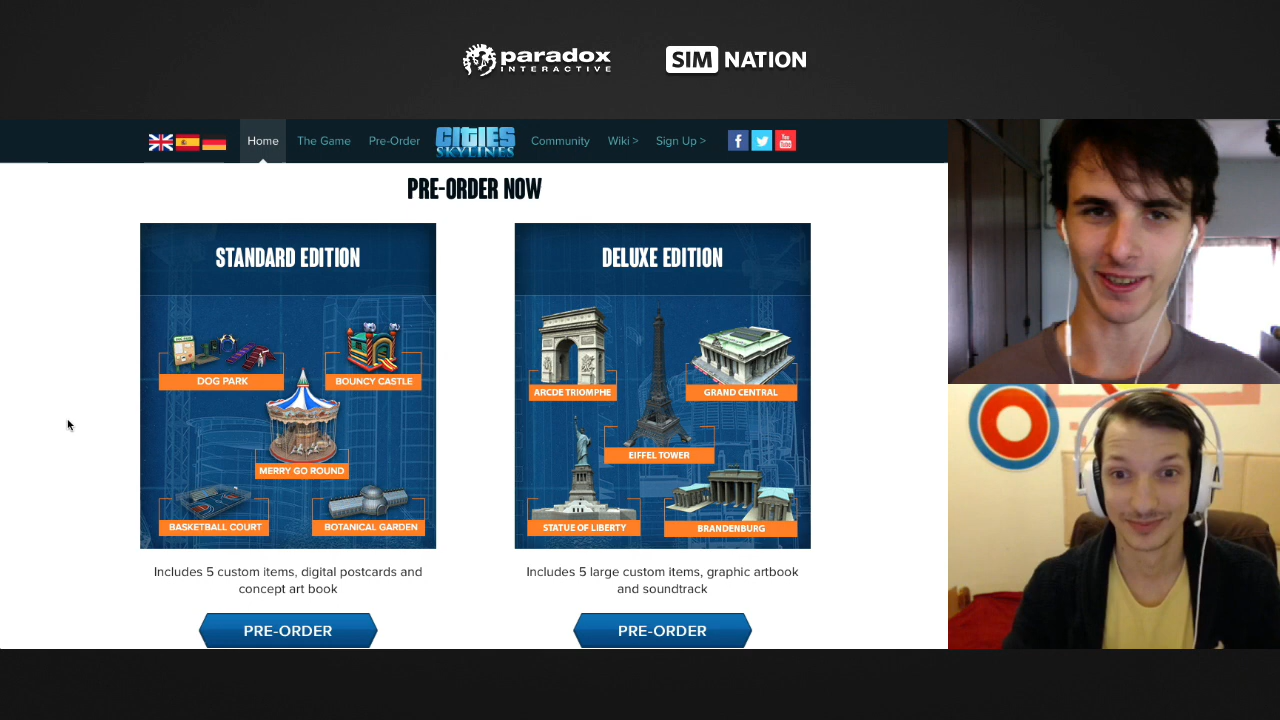 paradox
INTERACTIVE
SIM NATION
Home The Game Pre-Order CITIES SKYLINES Community Wiki > Sign Up >
You Tube
PRE-ORDER NOW
STANDARD EDITION
DOG PARK
BOUNCY CASTLE
MERRY GO ROUND
BASKETBALL COURT
BOTANICAL GARDEN
Includes 5 custom items, digital postcards and
concept art book
PRE-ORDER
DELUXE EDITION
ARCDE TRIOMPHE
GRAND CENTRAL
EIFFEL TOWER
STATUE OF LIBERTY
BRANDENBURG
Includes 5 large custom items, graphic artbook
and soundtrack
PRE-ORDER